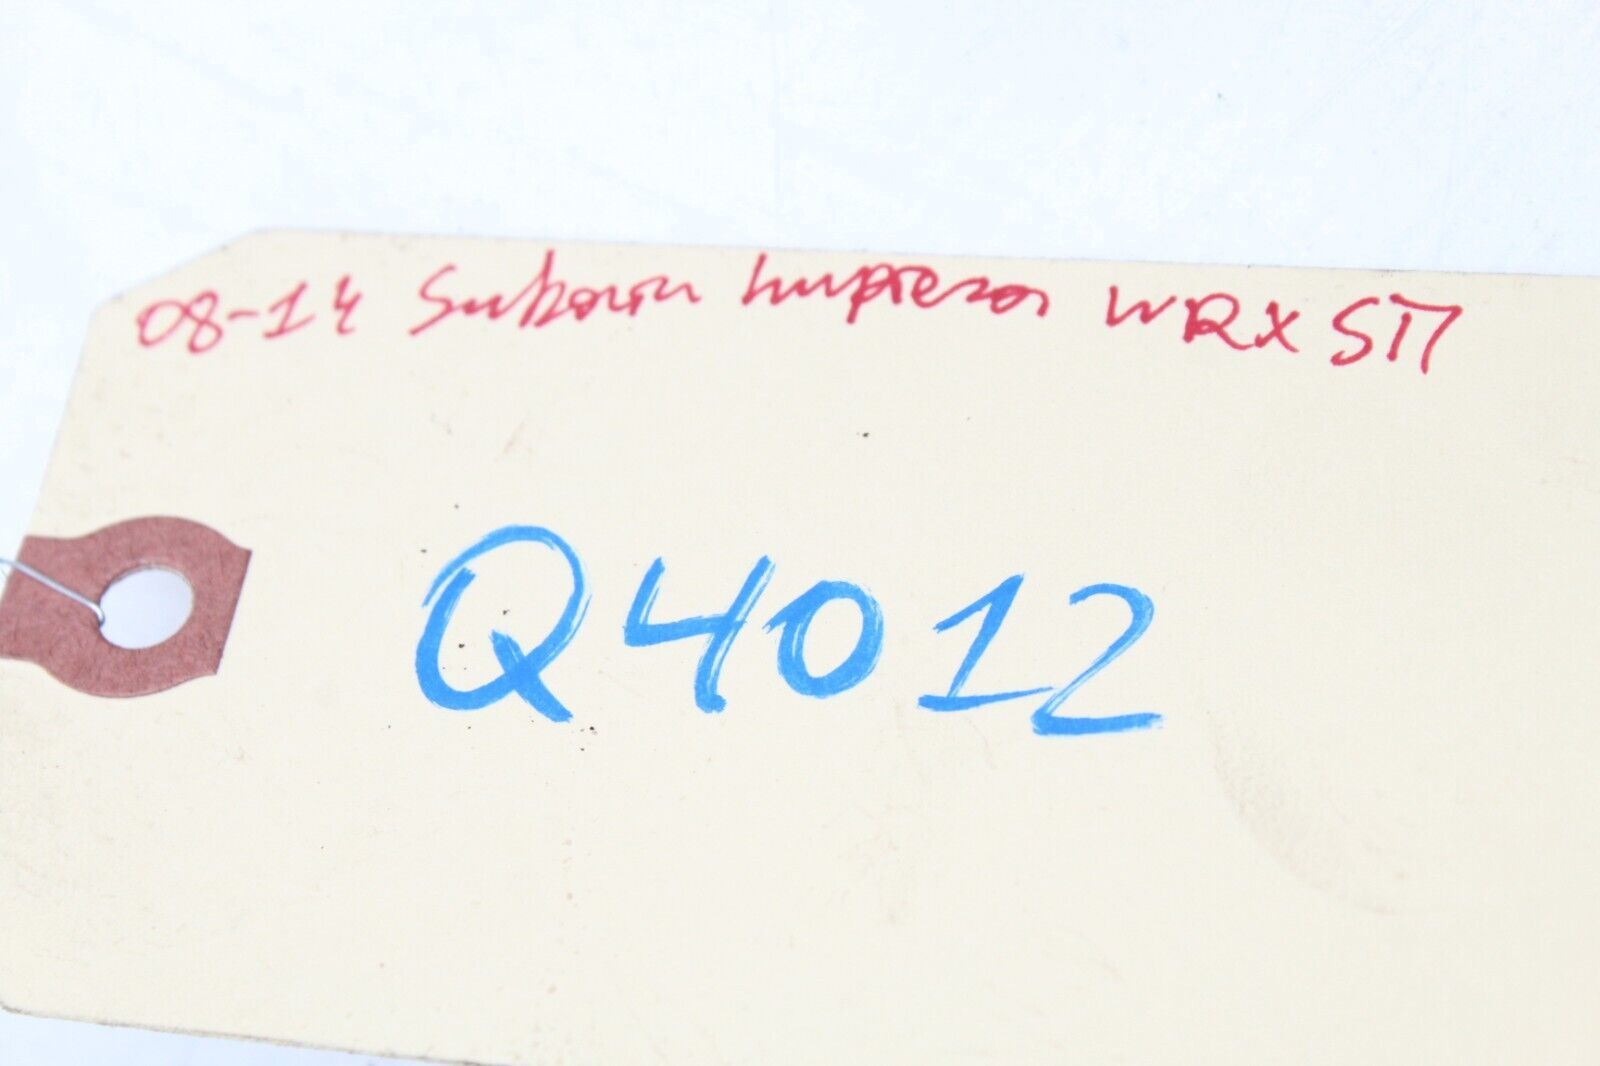 08-14 Subaru Impreza WRX STI
Q4012